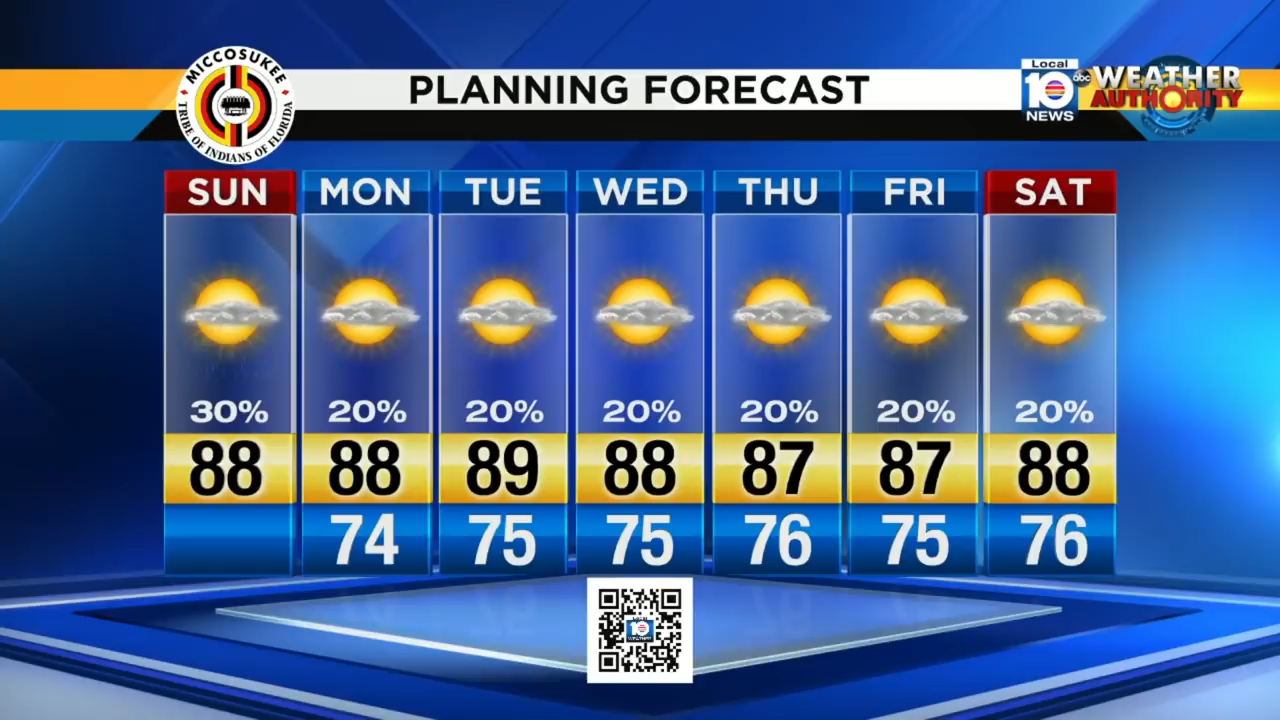 MICCOSUKEE
TRIBE OF INDIANS OF FLORIDA
PLANNING FORECAST
Local
10
abc
NEWS
WEATHER
AUTHORITY
SUN MON TUE WED THU FRI SAT
30% 20% 20% 20% 20% 20% 20%
88 88 89 88 87 87 88
74 75 75 76 75 76
10